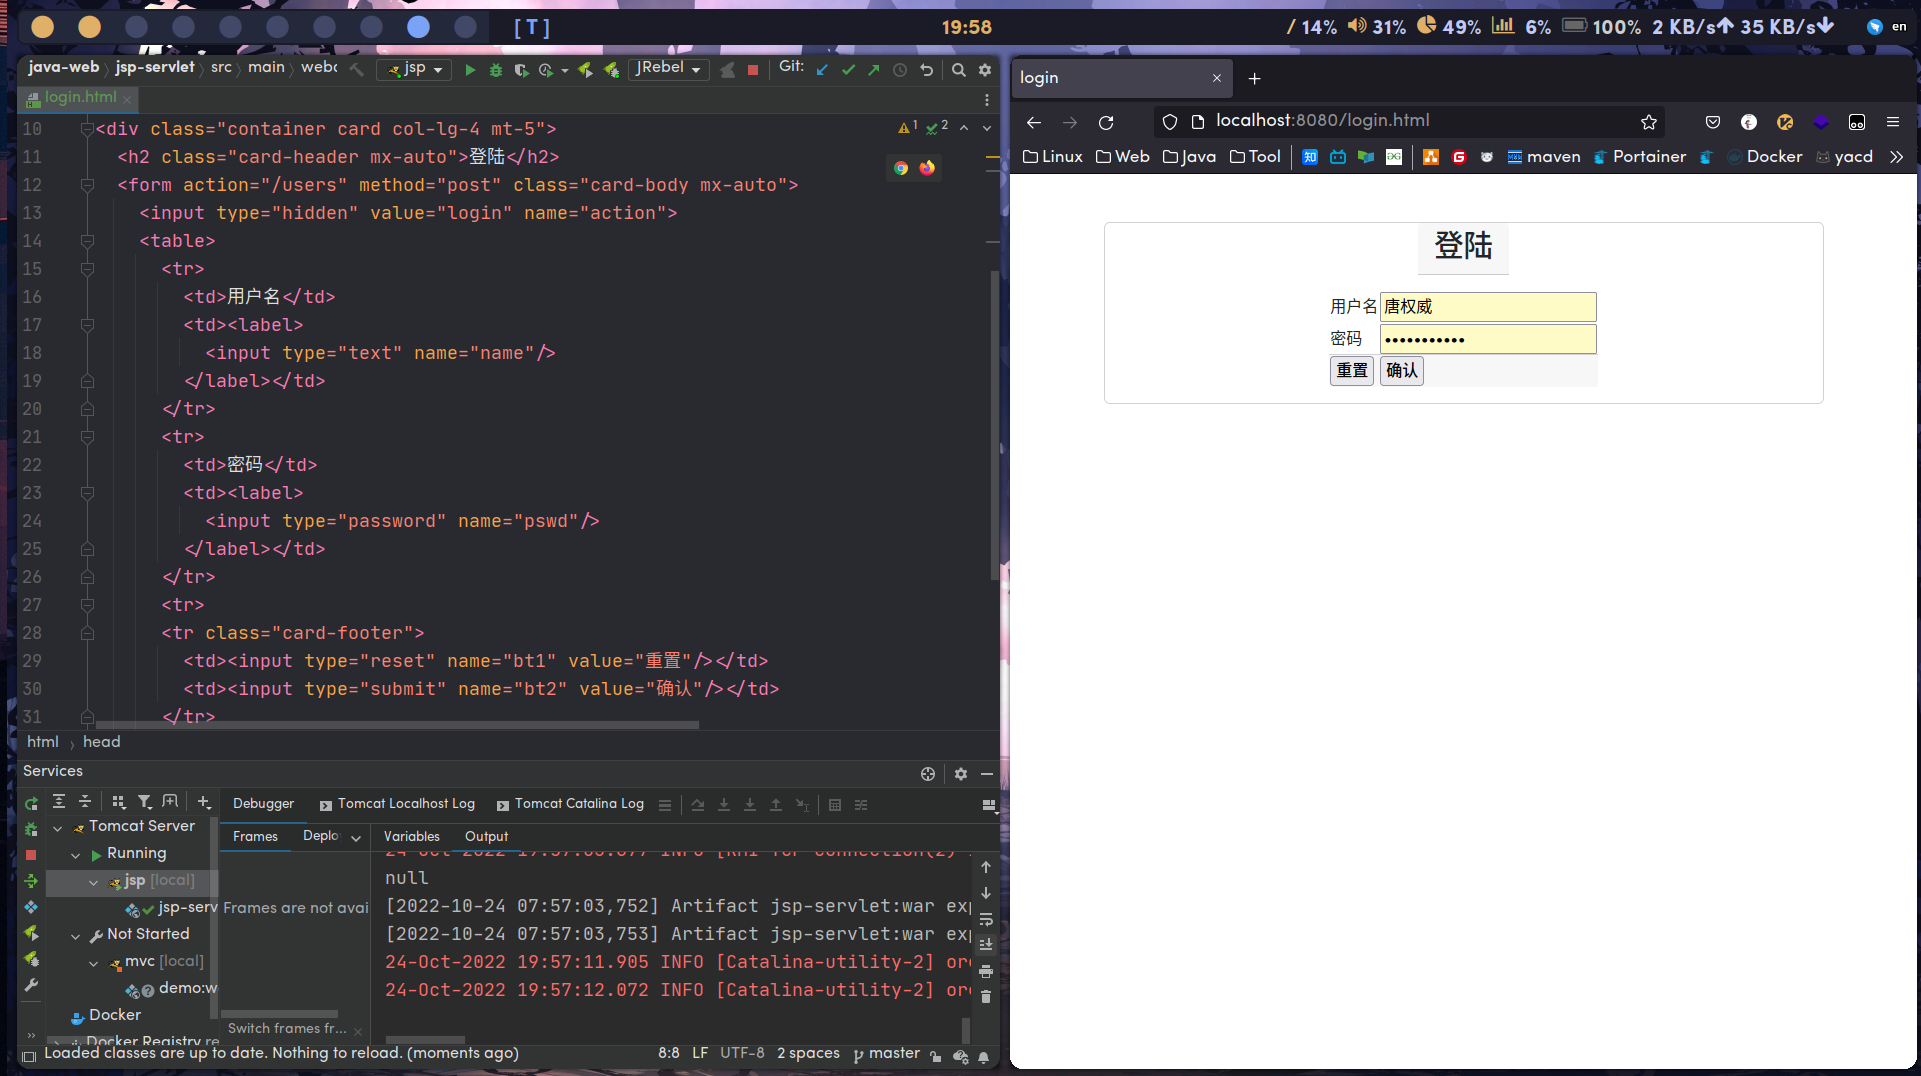 [ T ]
19:58
/ 14% 31% 49% 6% 100% 2 KB/s 35 KB/s
en
java-web jsp-servlet src main
jsp JRebel Git:
login.html
1 2
10 <div class="container card col-lg-4 mt-5">
11 <h2 class="card-header mx-auto">登陆</h2>
12 <form action="/users" method="post" class="card-body mx-auto">
13 <input type="hidden" value="login" name="action">
14 <table>
15 <tr>
16 <td>用户名</td>
17 <td><label>
18 <input type="text" name="name"/>
19 </label></td>
20 </tr>
21 <tr>
22 <td>密码</td>
23 <td><label>
24 <input type="password" name="pswd"/>
25 </label></td>
26 </tr>
27 <tr>
28 <tr class="card-footer">
29 <td><input type="reset" name="bt1" value="重置"/></td>
30 <td><input type="submit" name="bt2" value="确认"/></td>
31 </tr>
html head
Services
Debugger Tomcat Localhost Log Tomcat Catalina Log
Frames Deplo Variables Output
Tomcat Server
Running
jsp [local]
jsp-serv
Not Started
mvc [local]
demo:w
Docker
Docker Registry
Frames are not avai
Switch frames fr...
null
[2022-10-24 07:57:03,752] Artifact jsp-servlet:war
[2022-10-24 07:57:03,753] Artifact jsp-servlet:war
24-Oct-2022 19:57:11.905 INFO [Catalina-utility-2]
24-Oct-2022 19:57:12.072 INFO [Catalina-utility-2]
Loaded classes are up to date. Nothing to reload. (moments ago)
8:8 LF UTF-8 2 spaces master
login
localhost:8080/login.html
Linux Web Java Tool 知 maven Portainer Docker yacd
登陆
用户名 唐权威
密码 •••••••••••
重置 确认